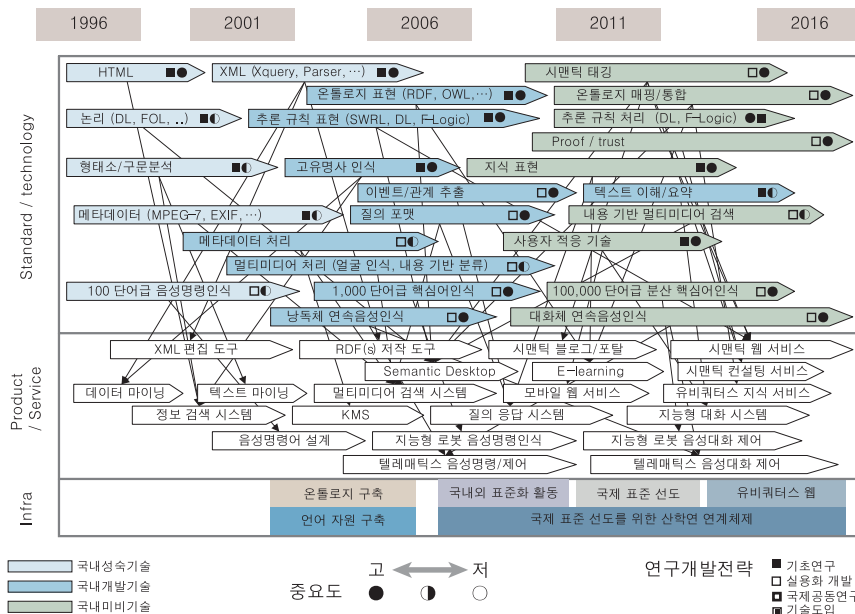 1996 2001 2006 2011 2016
Standard / technology
HTML
XML (Xquery, Parser, …)
시맨틱 태깅
온톨로지 표현 (RDF, OWL,…)
온톨로지 매핑/통합
논리 (DL, FOL, ..)
추론 규칙 표현 (SWRL, DL, F-Logic)
추론 규칙 처리 (DL, F-Logic)
Proof / trust
형태소/구문분석
고유명사 인식
지식 표현
이벤트/관계 추출
텍스트 이해/요약
메타데이터 (MPEG-7, EXIF, …)
질의 포맷
내용 기반 멀티미디어 검색
메타데이터 처리
사용자 적응 기술
멀티미디어 처리 (얼굴 인식, 내용 기반 분류)
100 단어급 음성명령인식
1,000 단어급 핵심어인식
100,000 단어급 분산 핵심어인식
낭독체 연속음성인식
대화체 연속음성인식
Product / Service
XML 편집 도구
RDF(s) 저작 도구
시맨틱 블로그/포탈
시맨틱 웹 서비스
Semantic Desktop
E-learning
시맨틱 컨설팅 서비스
데이터 마이닝
텍스트 마이닝
멀티미디어 검색 시스템
모바일 웹 서비스
유비쿼터스 지식 서비스
정보 검색 시스템
KMS
질의 응답 시스템
지능형 대화 시스템
음성명령어 설계
지능형 로봇 음성명령인식
지능형 로봇 음성대화 제어
텔레매틱스 음성명령/제어
텔레매틱스 음성대화 제어
Infra
온톨로지 구축
국내외 표준화 활동
국제 표준 선도
유비쿼터스 웹
언어 자원 구축
국제 표준 선도를 위한 산학연 연계체제
국내성숙기술
국내개발기술
국내미비기술
중요도
고
저
연구개발전략
기초연구
실용화 개발
국제공동연구
기술도입